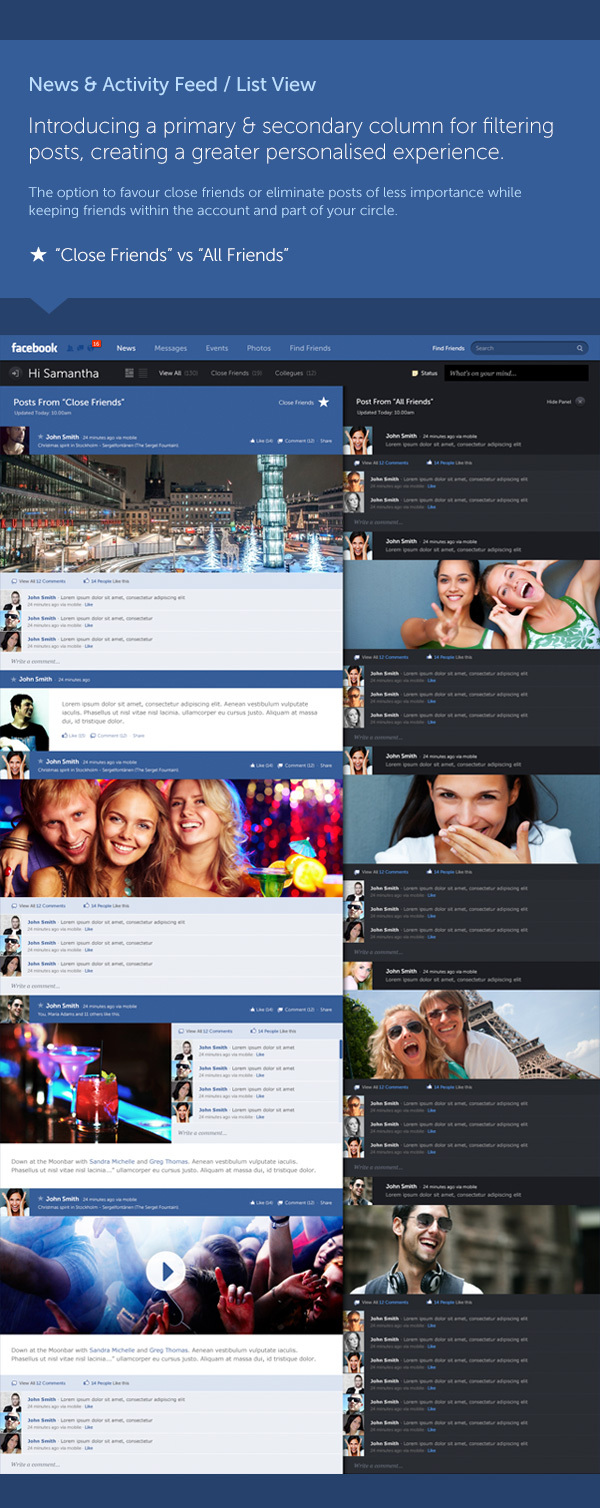 News & Activity Feed / List View
Introducing a primary & secondary column for filtering
posts, creating a greater personalised experience.
The option to favour close friends or eliminate posts of less importance while
keeping friends within the account and part of your circle.
"Close Friends" vs "All Friends"
facebook 16 News Messages Events Photos Find Friends Find Friends Search
Hi Samantha View All (130) Close Friends (19) Collegues (12) Status What's on your mind...
Posts From "Close Friends" Close Friends
Updated Today: 10.00am
John Smith · 24 minutes ago via mobile
Christmas spirit in Stockholm - Sergelfontänen (The Sergel Fountain)
Like (14) Comment (12) · Share
View All 12 Comments 14 People Like this
John Smith · Lorem ipsum dolor sit amet, consectetur adipiscing elit
24 minutes ago via mobile · Like
John Smith · Lorem ipsum dolor sit amet, consectetur
24 minutes ago via mobile · Like
John Smith · Lorem ipsum dolor sit amet, consectetur
24 minutes ago via mobile · Like
Write a comment...
John Smith · 24 minutes ago
Lorem ipsum dolor sit amet, consectetur adipiscing elit. Aenean vestibulum vulputate
iaculis. Phasellus ut nisl vitae nisl lacinia. ullamcorper eu cursus justo. Aliquam at massa
dui, id tristique dolor.
Comment (12) · Share
John Smith · 24 minutes ago via mobile
Christmas spirit in Stockholm - Sergelfontänen (The Sergel Fountain)
Like (14) Comment (12) · Share
View All 12 Comments 14 People Like this
John Smith · Lorem ipsum dolor sit amet, consectetur adipiscing elit
24 minutes ago via mobile · Like
John Smith · Lorem ipsum dolor sit amet, consectetur
24 minutes ago via mobile · Like
John Smith · Lorem ipsum dolor sit amet, consectetur
24 minutes ago via mobile · Like
Write a comment...
John Smith · 24 minutes ago via mobile
You, Maria Adams and 11 others like this.
Like (14) Comment (12) · Share
View All 12 Comments 14 People Like this
John Smith · Lorem ipsum dolor sit amet
24 minutes ago via mobile · Like
John Smith · Lorem ipsum dolor sit amet
24 minutes ago via mobile · Like
John Smith · Lorem ipsum dolor sit amet
24 minutes ago via mobile · Like
John Smith · Lorem ipsum dolor sit amet
24 minutes ago via mobile · Like
Write a comment...
Down at the Moonbar with Sandra Michelle and Greg Thomas. Aenean vestibulum vulputate iaculis.
Phasellus ut nisl vitae nisl lacinia...." ullamcorper eu cursus justo. Aliquam at massa dui, id tristique dolor.
John Smith · 24 minutes ago via mobile
Christmas spirit in Stockholm - Sergelfontänen (The Sergel Fountain)
Like (14) Comment (12) · Share
Down at the Moonbar with Sandra Michelle and Greg Thomas. Aenean vestibulum vulputate iaculis.
Phasellus ut nisl vitae nisl lacinia...." ullamcorper eu cursus justo. Aliquam at massa dui, id tristique dolor.
View All 12 Comments 14 People Like this
John Smith · Lorem ipsum dolor sit amet, consectetur adipiscing elit
24 minutes ago via mobile · Like
John Smith · Lorem ipsum dolor sit amet, consectetur
24 minutes ago via mobile · Like
John Smith · Lorem ipsum dolor sit amet, consectetur
24 minutes ago via mobile · Like
Write a comment...
Post From "All Friends" Hide Panel
Updated Today: 10.00am
John Smith · 24 minutes ago via mobile
Lorem ipsum dolor sit amet, consectetur adipiscing elit
View All 12 Comments 14 People Like this
John Smith · Lorem ipsum dolor sit amet, consectetur adipiscing elit
24 minutes ago via mobile · Like
John Smith · Lorem ipsum dolor sit amet, consectetur adipiscing elit
24 minutes ago via mobile · Like
Write a comment...
John Smith · 24 minutes ago via mobile
Lorem ipsum dolor sit amet, consectetur adipiscing elit
View All 12 Comments 14 People Like this
John Smith · Lorem ipsum dolor sit amet, consectetur adipiscing elit
24 minutes ago via mobile · Like
John Smith · Lorem ipsum dolor sit amet, consectetur adipiscing elit
24 minutes ago via mobile · Like
John Smith · Lorem ipsum dolor sit amet, consectetur adipiscing elit
24 minutes ago via mobile · Like
Write a comment...
John Smith · 24 minutes ago via mobile
Lorem ipsum dolor sit amet, consectetur adipiscing elit
View All 12 Comments 14 People Like this
John Smith · Lorem ipsum dolor sit amet, consectetur adipiscing elit
24 minutes ago via mobile · Like
John Smith · Lorem ipsum dolor sit amet, consectetur adipiscing elit
24 minutes ago via mobile · Like
John Smith · Lorem ipsum dolor sit amet, consectetur adipiscing elit
24 minutes ago via mobile · Like
Write a comment...
John Smith · 24 minutes ago via mobile
Lorem ipsum dolor sit amet, consectetur adipiscing elit
View All 12 Comments 14 People Like this
John Smith · Lorem ipsum dolor sit amet, consectetur adipiscing elit
24 minutes ago via mobile · Like
John Smith · Lorem ipsum dolor sit amet, consectetur adipiscing elit
24 minutes ago via mobile · Like
John Smith · Lorem ipsum dolor sit amet, consectetur adipiscing elit
24 minutes ago via mobile · Like
Write a comment...
John Smith · 24 minutes ago via mobile
Lorem ipsum dolor sit amet, consectetur adipiscing elit
View All 12 Comments 14 People Like this
John Smith · Lorem ipsum dolor sit amet, consectetur adipiscing elit
24 minutes ago via mobile · Like
John Smith · Lorem ipsum dolor sit amet, consectetur adipiscing elit
24 minutes ago via mobile · Like
John Smith · Lorem ipsum dolor sit amet, consectetur adipiscing elit
24 minutes ago via mobile · Like
John Smith · Lorem ipsum dolor sit amet, consectetur adipiscing elit
24 minutes ago via mobile · Like
John Smith · Lorem ipsum dolor sit amet, consectetur adipiscing elit
24 minutes ago via mobile · Like
John Smith · Lorem ipsum dolor sit amet, consectetur adipiscing elit
24 minutes ago via mobile · Like
John Smith · Lorem ipsum dolor sit amet, consectetur adipiscing elit
24 minutes ago via mobile · Like
Write a comment...